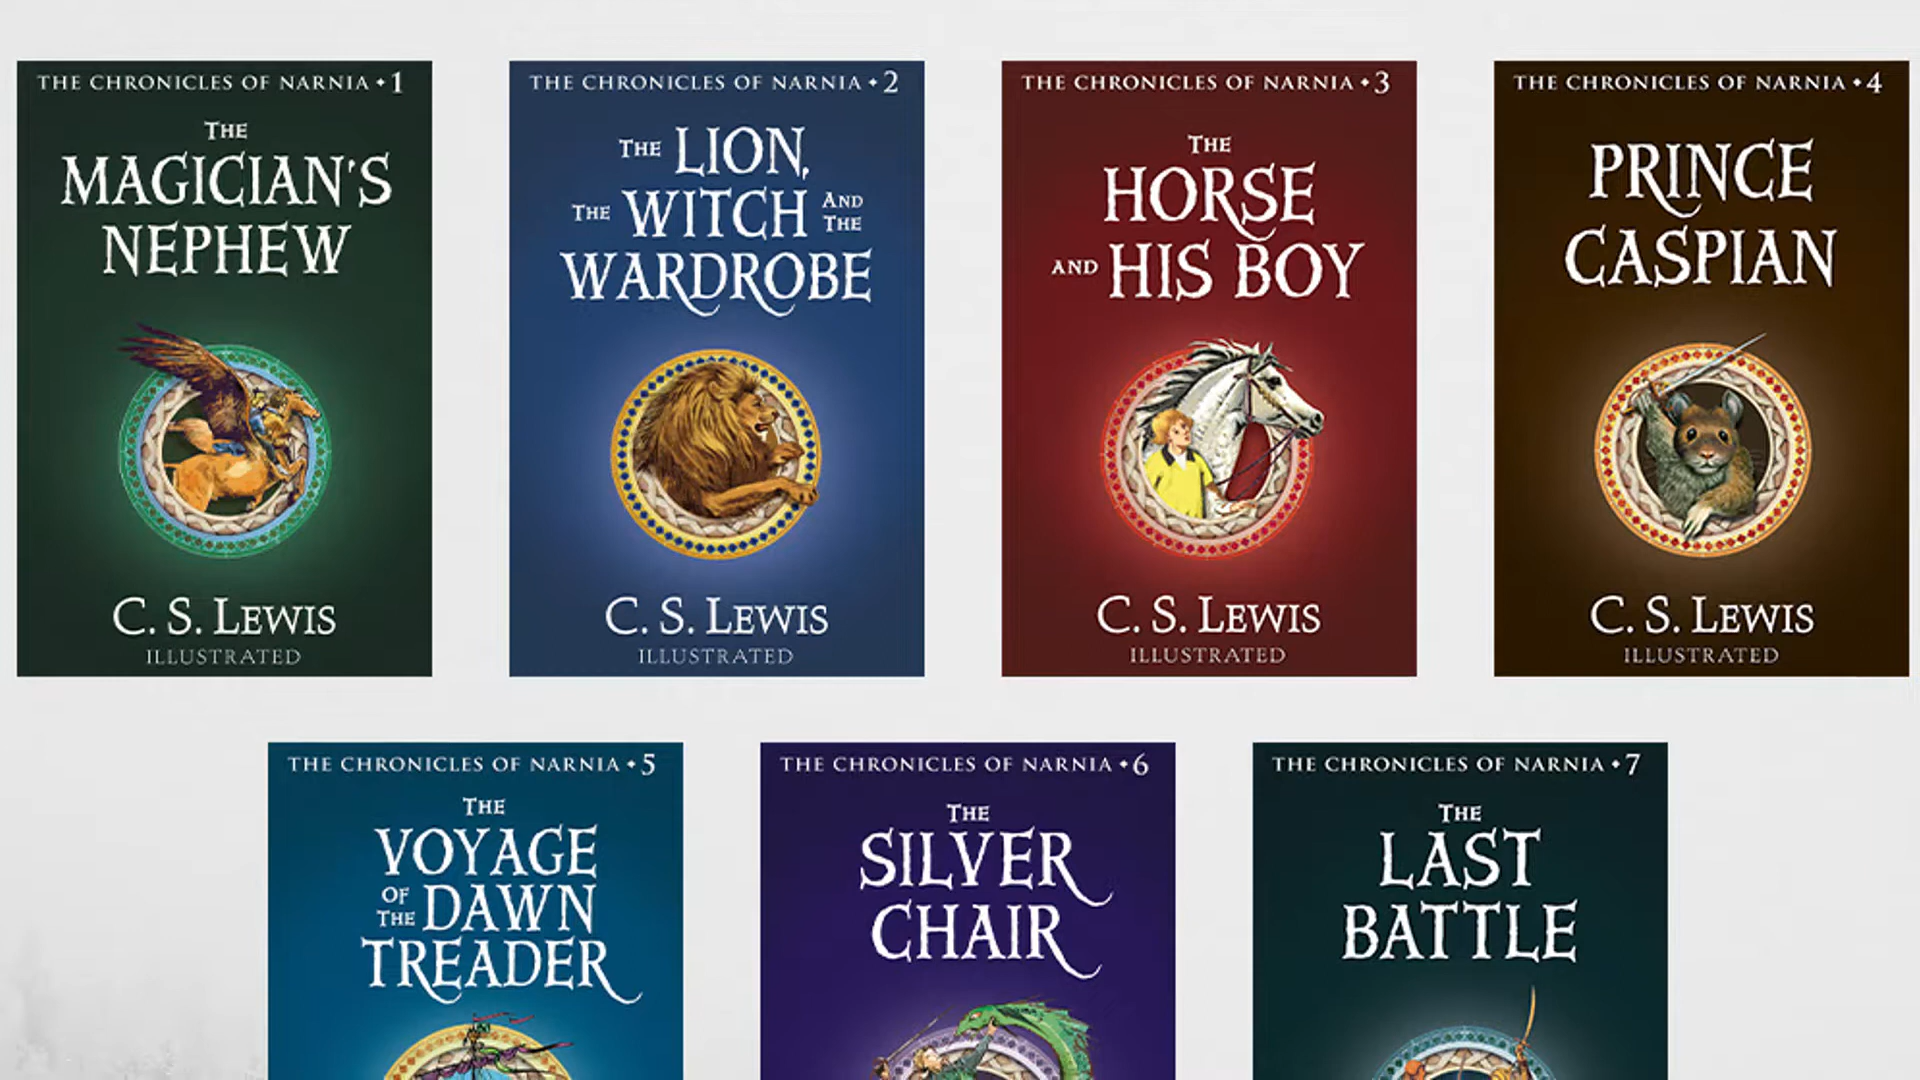 THE CHRONICLES OF NARNIA • 1
THE
MAGICIAN'S
NEPHEW
C. S. LEWIS
ILLUSTRATED
THE CHRONICLES OF NARNIA • 2
THE LION,
THE WITCH AND THE
WARDROBE
C. S. LEWIS
ILLUSTRATED
THE CHRONICLES OF NARNIA • 3
THE
HORSE
AND HIS BOY
C. S. LEWIS
ILLUSTRATED
THE CHRONICLES OF NARNIA • 4
PRINCE
CASPIAN
C. S. LEWIS
ILLUSTRATED
THE CHRONICLES OF NARNIA • 5
THE
VOYAGE
OF THE DAWN
TREADER
THE CHRONICLES OF NARNIA • 6
THE
SILVER
CHAIR
THE CHRONICLES OF NARNIA • 7
THE
LAST
BATTLE